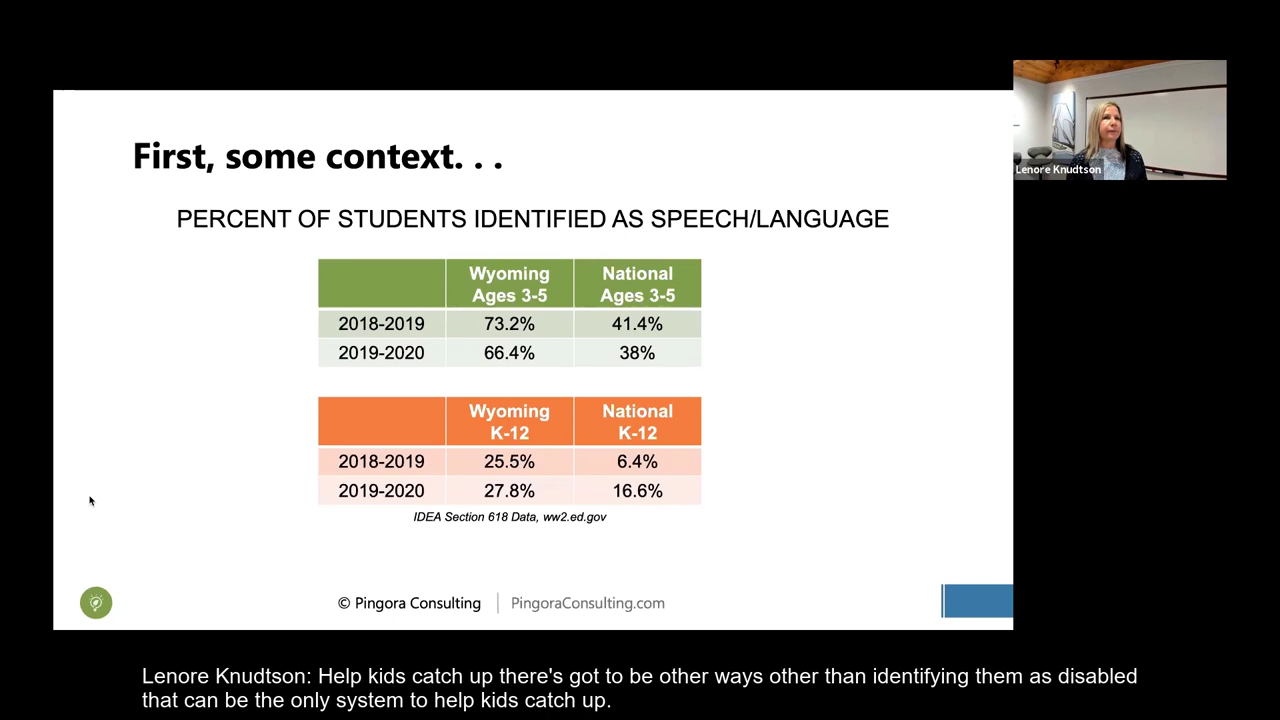 First, some context. . .
PERCENT OF STUDENTS IDENTIFIED AS SPEECH/LANGUAGE
Wyoming National
Ages 3-5 Ages 3-5
2018-2019 73.2% 41.4%
2019-2020 66.4% 38%
Wyoming National
K-12 K-12
2018-2019 25.5% 6.4%
2019-2020 27.8% 16.6%
IDEA Section 618 Data, ww2.ed.gov
© Pingora Consulting PingoraConsulting.com
Lenore Knudtson
Lenore Knudtson: Help kids catch up there's got to be other ways other than identifying them as disabled
that can be the only system to help kids catch up.